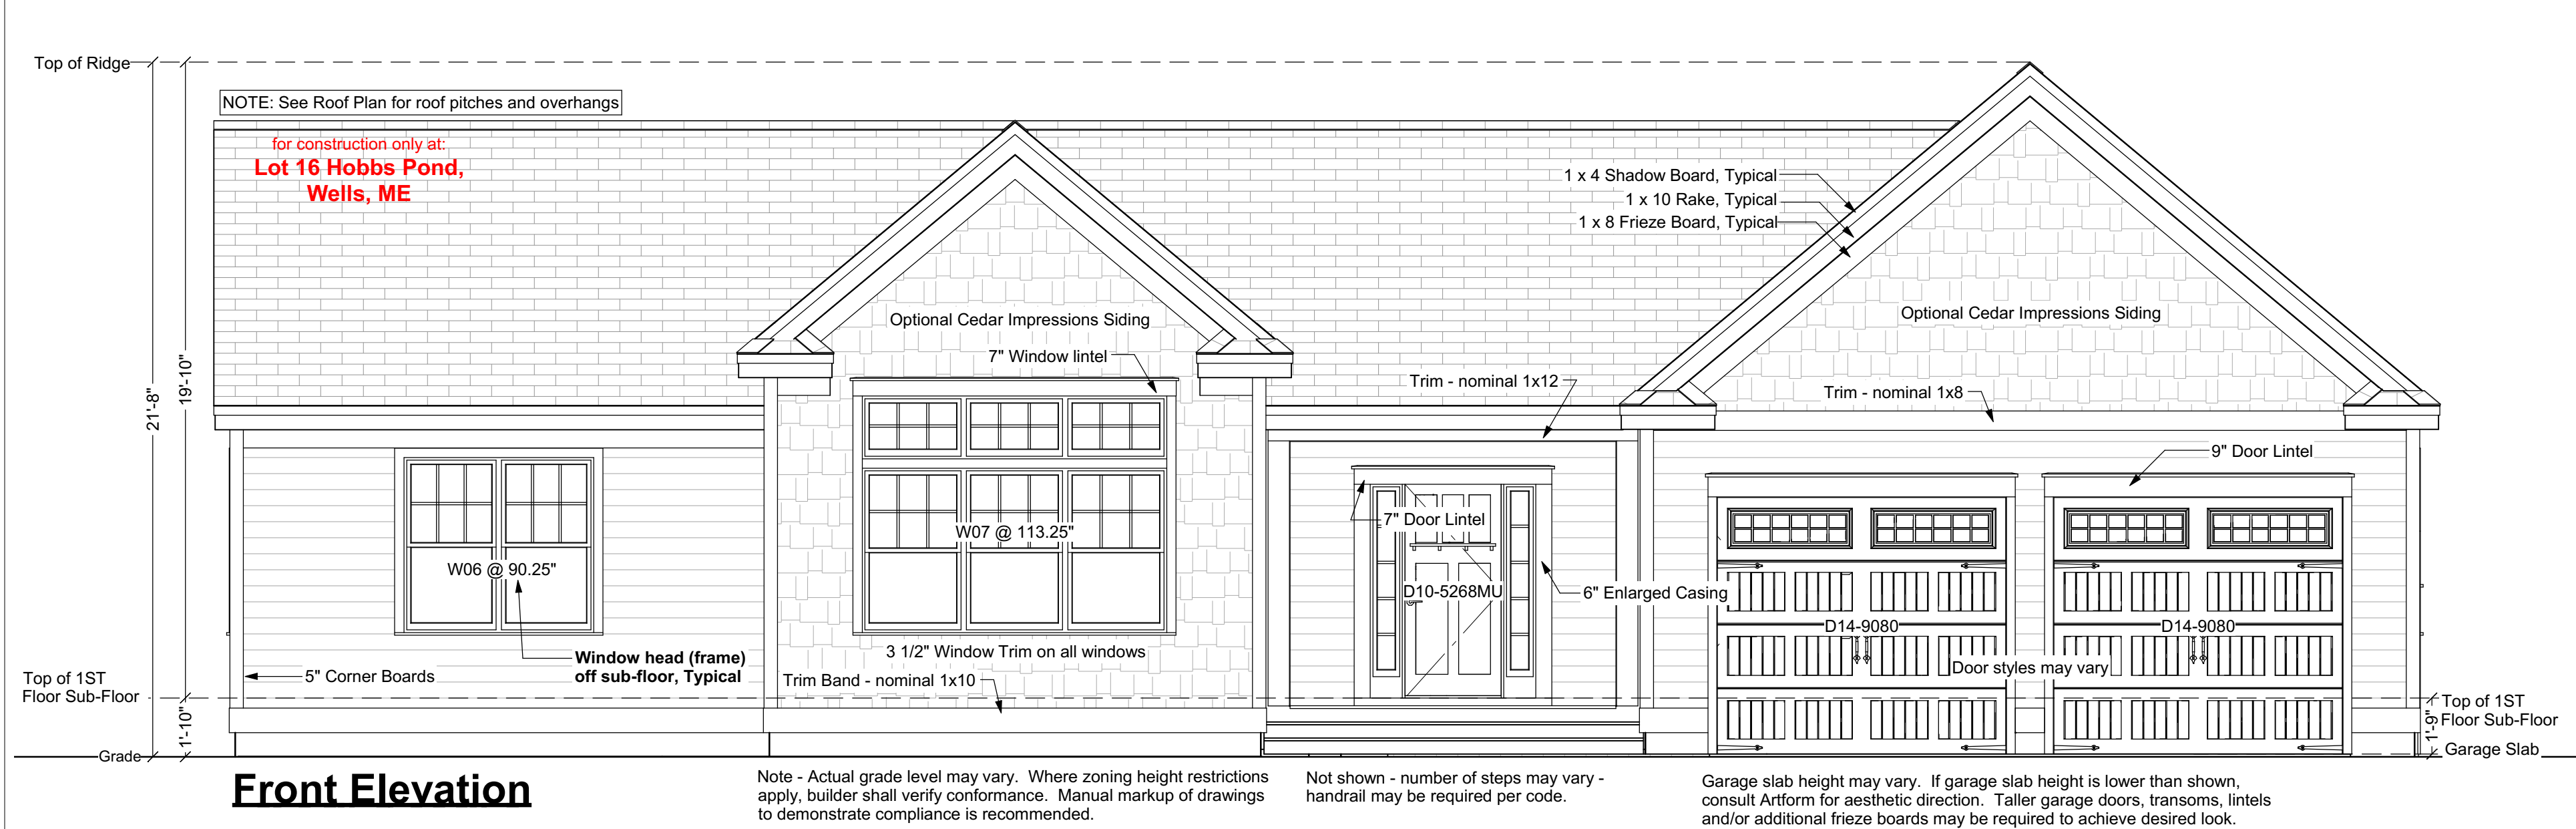 Top of Ridge
NOTE: See Roof Plan for roof pitches and overhangs
for construction only at:
Lot 16 Hobbs Pond,
Wells, ME
1 x 4 Shadow Board, Typical
1 x 10 Rake, Typical
1 x 8 Frieze Board, Typical
Optional Cedar Impressions Siding
Optional Cedar Impressions Siding
7" Window lintel
Trim - nominal 1x12
Trim - nominal 1x8
21'-8"
19'-10"
9" Door Lintel
7" Door Lintel
W07 @ 113.25"
W06 @ 90.25"
D10-5268MU
6" Enlarged Casing
D14-9080
D14-9080
3 1/2" Window Trim on all windows
Window head (frame)
off sub-floor, Typical
Door styles may vary
5" Corner Boards
Trim Band - nominal 1x10
Top of 1ST
Floor Sub-Floor
Top of 1ST
Floor Sub-Floor
1'-10"
1'-9"
Grade
Garage Slab
Front Elevation
Note - Actual grade level may vary. Where zoning height restrictions
apply, builder shall verify conformance. Manual markup of drawings
to demonstrate compliance is recommended.
Not shown - number of steps may vary -
handrail may be required per code.
Garage slab height may vary. If garage slab height is lower than shown,
consult Artform for aesthetic direction. Taller garage doors, transoms, lintels
and/or additional frieze boards may be required to achieve desired look.